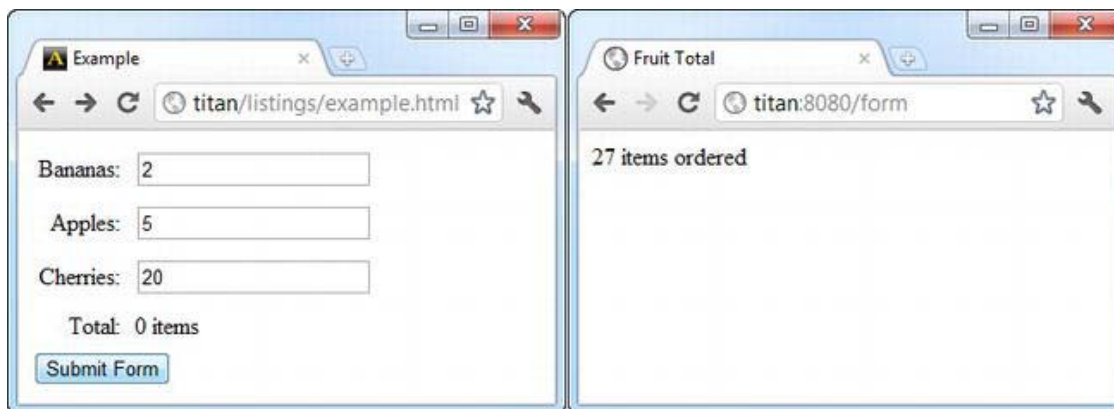 Example
titan/listings/example.html
Bananas: 2
Apples: 5
Cherries: 20
Total: 0 items
Submit Form
Fruit Total
titan:8080/form
27 items ordered